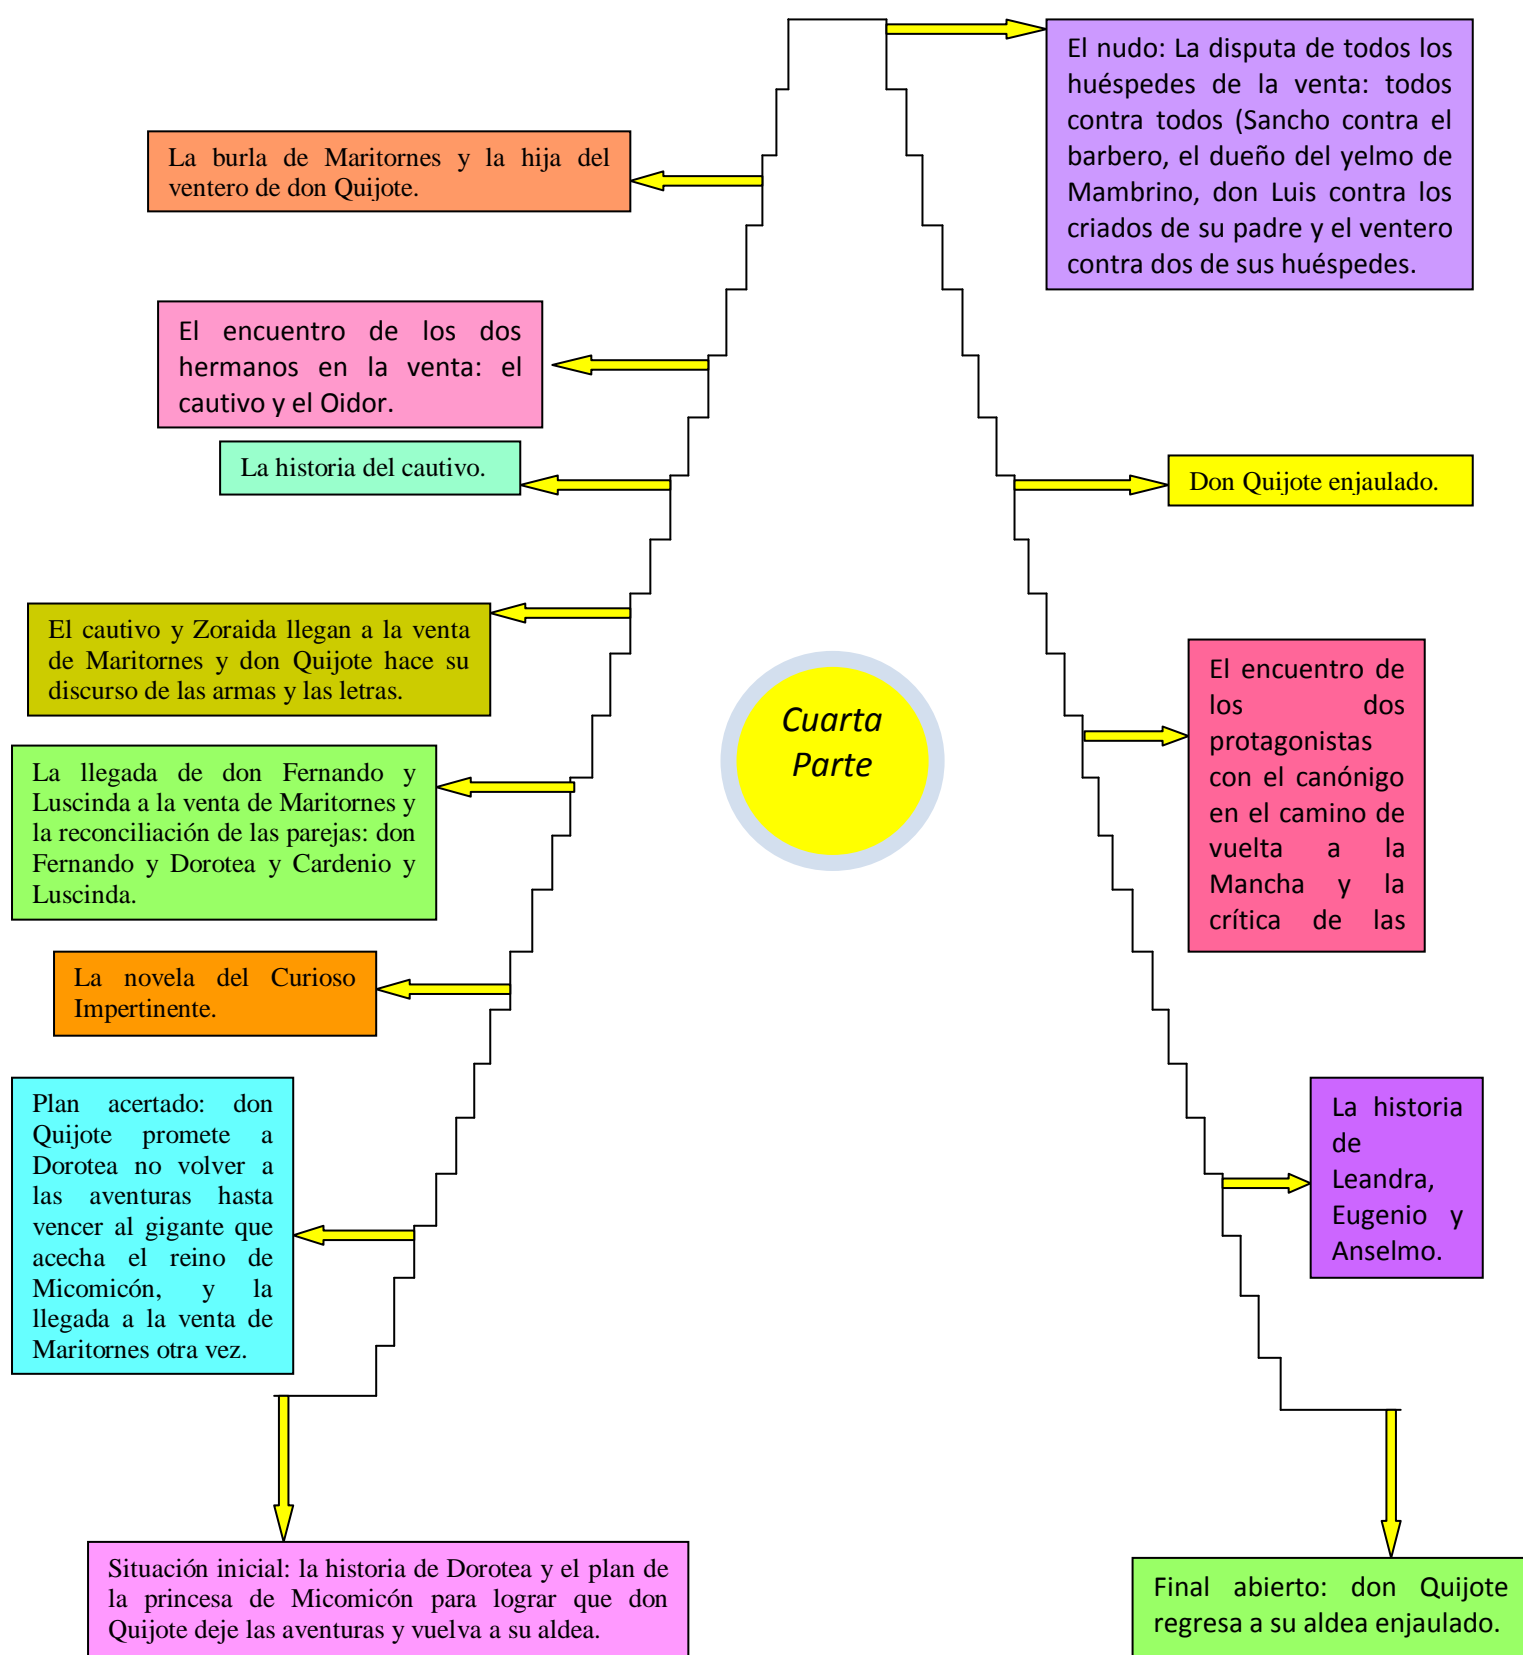 El nudo: La disputa de todos los
huéspedes de la venta: todos
contra todos (Sancho contra el
barbero, el dueño del yelmo de
Mambrino, don Luis contra los
criados de su padre y el ventero
contra dos de sus huéspedes.
La burla de Maritornes y la hija del
ventero de don Quijote.
El encuentro de los dos
hermanos en la venta: el
cautivo y el Oidor.
La historia del cautivo.
Don Quijote enjaulado.
El cautivo y Zoraida llegan a la venta
de Maritornes y don Quijote hace su
discurso de las armas y las letras.
Cuarta
Parte
El encuentro de
los dos
protagonistas
con el canónigo
en el camino de
vuelta a la
Mancha y la
crítica de las
La llegada de don Fernando y
Luscinda a la venta de Maritornes y
la reconciliación de las parejas: don
Fernando y Dorotea y Cardenio y
Luscinda.
La novela del Curioso
Impertinente.
Plan acertado: don
Quijote promete a
Dorotea no volver a
las aventuras hasta
vencer al gigante que
acecha el reino de
Micomicón, y la
llegada a la venta de
Maritornes otra vez.
La historia
de
Leandra,
Eugenio y
Anselmo.
Situación inicial: la historia de Dorotea y el plan de
la princesa de Micomicón para lograr que don
Quijote deje las aventuras y vuelva a su aldea.
Final abierto: don Quijote
regresa a su aldea enjaulado.